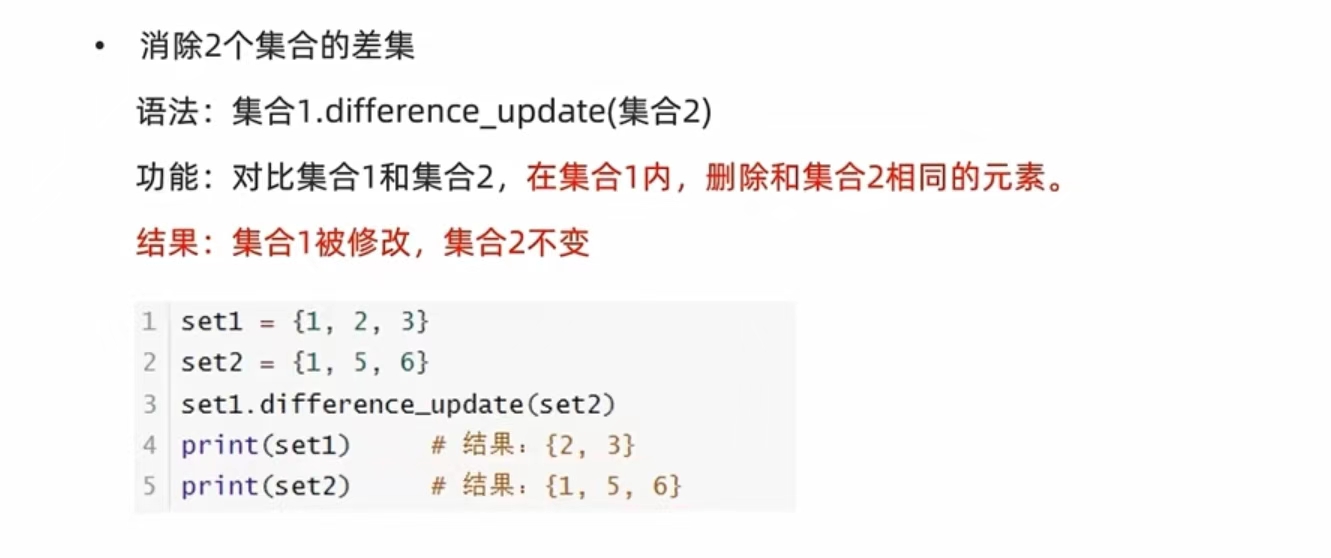 • 消除2个集合的差集
语法：集合1.difference_update(集合2)
功能：对比集合1和集合2，在集合1内，删除和集合2相同的元素。
结果：集合1被修改，集合2不变
1 set1 = {1, 2, 3}
2 set2 = {1, 5, 6}
3 set1.difference_update(set2)
4 print(set1)     # 结果：{2, 3}
5 print(set2)     # 结果：{1, 5, 6}